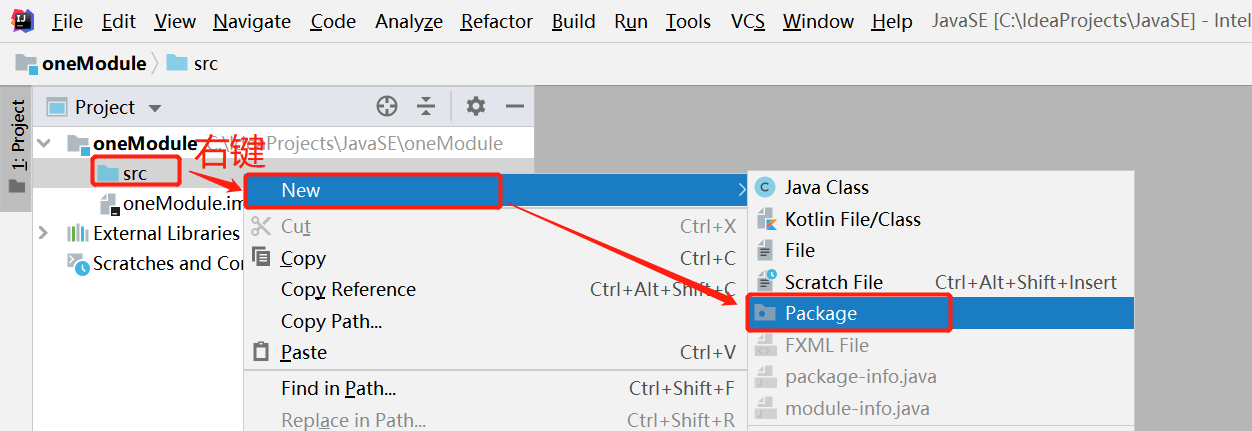 File Edit View Navigate Code Analyze Refactor Build Run Tools VCS Window Help JavaSE [C:\IdeaProjects\JavaSE] - Inte
oneModule src
1: Project
Project
oneModule C:\IdeaProjects\JavaSE\oneModule
右键
src
oneModule.im
External Libraries
Scratches and Con
New
Cut Ctrl+X
Copy Ctrl+C
Copy Reference Ctrl+Alt+Shift+C
Copy Path...
Paste Ctrl+V
Find in Path... Ctrl+Shift+F
Replace in Path... Ctrl+Shift+R
Java Class
Kotlin File/Class
File
Scratch File Ctrl+Alt+Shift+Insert
Package
FXML File
package-info.java
module-info.java